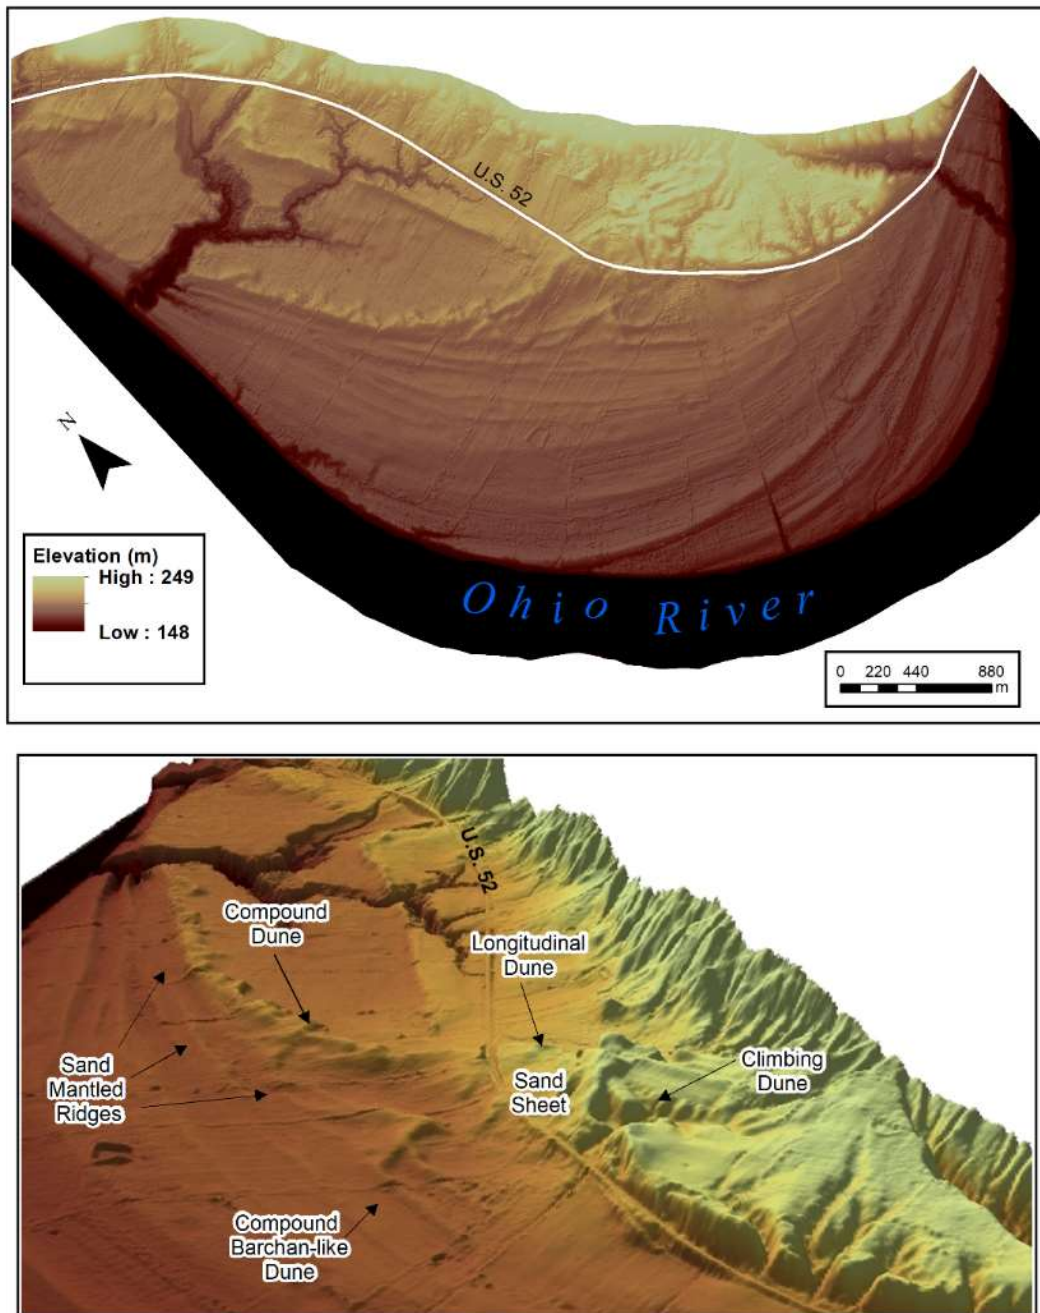 U.S. 52
N
Elevation (m)
High : 249
Low : 148
Ohio River
0 220 440 880
m
U.S. 52
Compound
Dune
Longitudinal
Dune
Sand
Mantled
Ridges
Sand
Sheet
Climbing
Dune
Compound
Barchan-like
Dune